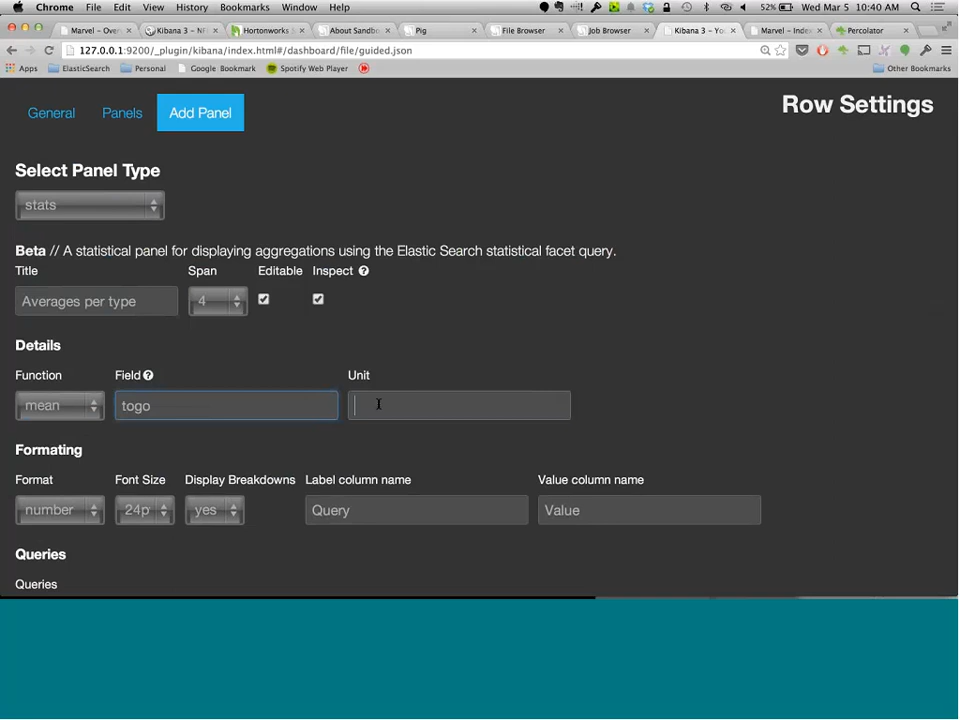 Chrome File Edit View History Bookmarks Window Help 52% Wed Mar 5 10:40 AM
Marvel – Over Kibana 3 – NF Hortonworks About Sandbo Pig File Browser Job Browser Kibana 3 – Yo Marvel – Index Percolator
127.0.0.1:9200/_plugin/kibana/index.html#/dashboard/file/guided.json
Apps ElasticSearch Personal Google Bookmark Spotify Web Player Other Bookmarks
General Panels Add Panel Row Settings
Select Panel Type
stats
Beta // A statistical panel for displaying aggregations using the Elastic Search statistical facet query.
Title Span Editable Inspect
Averages per type 4
Details
Function Field Unit
mean togo
Formating
Format Font Size Display Breakdowns Label column name Value column name
number 24p yes Query Value
Queries
Queries